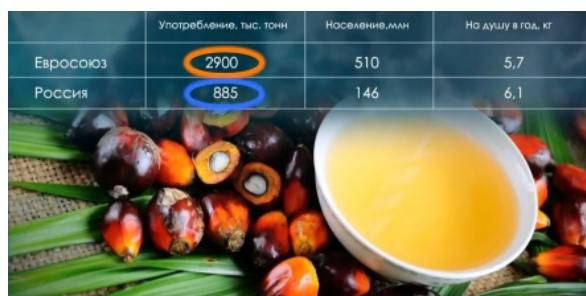 Употребление, тыс. тонн Население,млн На душу в год, кг
Евросоюз 2900 510 5,7
Россия 885 146 6,1